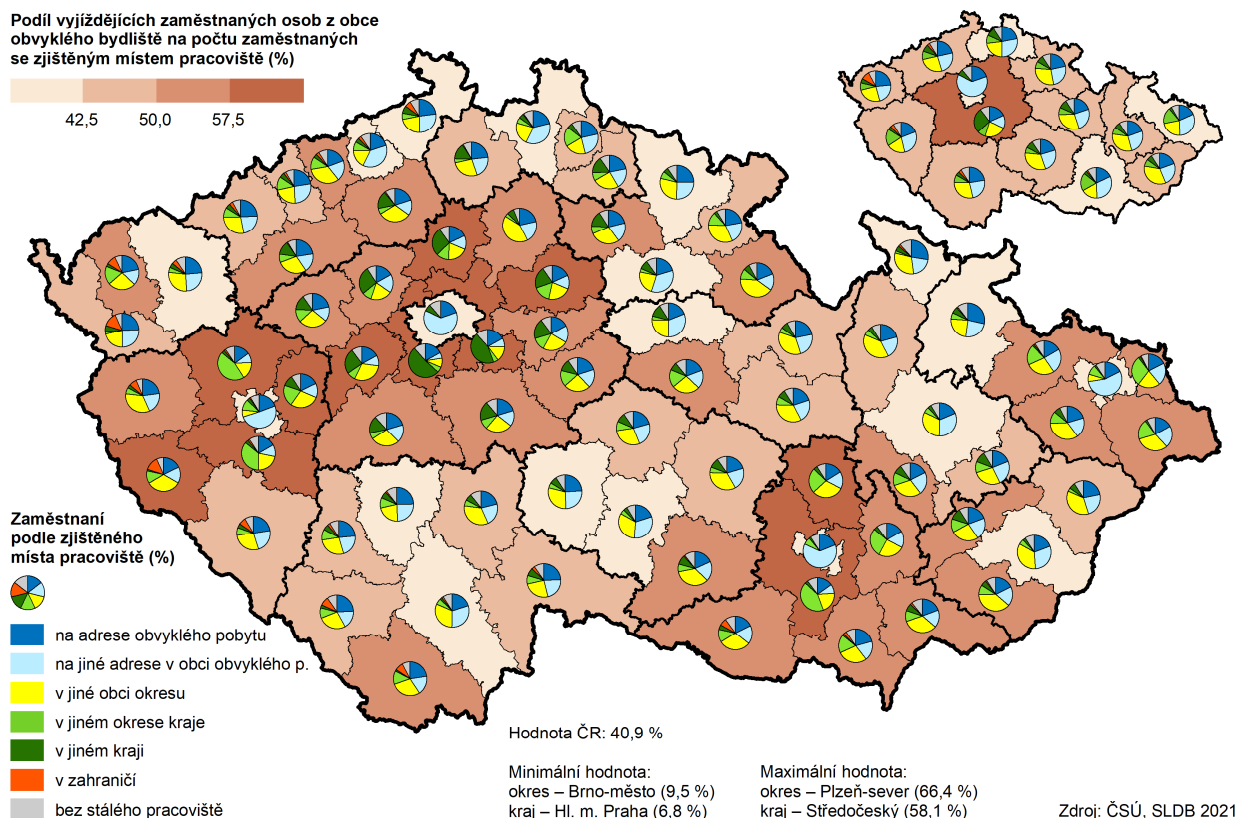 Podíl vyjíždějících zaměstnaných osob z obce
obvyklého bydliště na počtu zaměstnaných
se zjištěným místem pracoviště (%)
42,5 50,0 57,5
Zaměstnaní
podle zjištěného
místa pracoviště (%)
na adrese obvyklého pobytu
na jiné adrese v obci obvyklého p.
v jiné obci okresu
v jiném okrese kraje
v jiném kraji
v zahraničí
bez stálého pracoviště
Hodnota ČR: 40,9 %
Minimální hodnota:
okres – Brno-město (9,5 %)
kraj – Hl. m. Praha (6,8 %)
Maximální hodnota:
okres – Plzeň-sever (66,4 %)
kraj – Středočeský (58,1 %)
Zdroj: ČSÚ, SLDB 2021